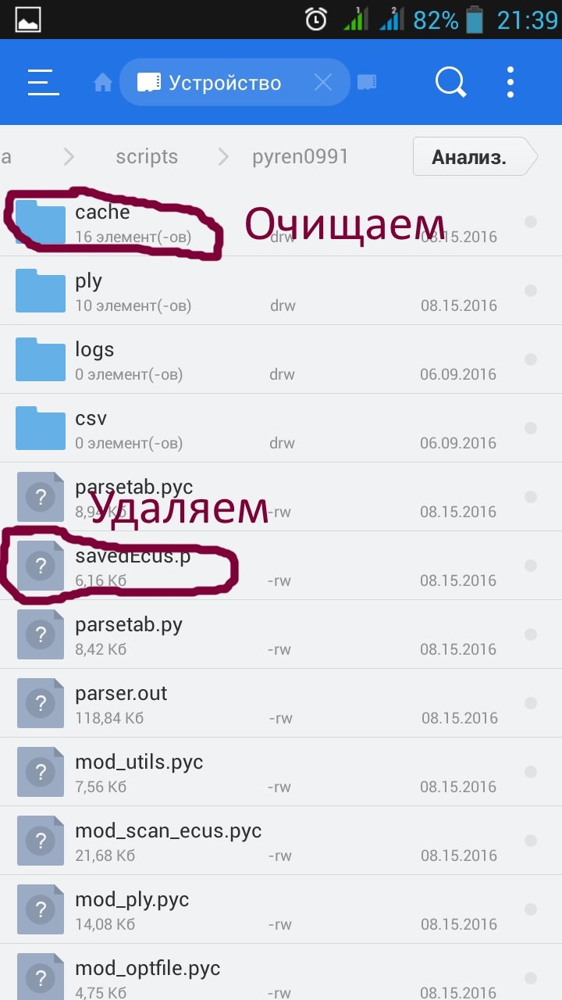 1 2 82% 21:39
Устройство
a scripts pyren0991 Анализ.
cache
Очищаем
16 элемент(-ов) drw 08.15.2016
ply
10 элемент(-ов) drw 08.15.2016
logs
0 элемент(-ов) drw 06.09.2016
csv
0 элемент(-ов) drw 06.09.2016
parsetab.pyc
Удаляем
8,94 Кб -rw 08.15.2016
savedEcus.p
6,16 Кб -rw 08.15.2016
parsetab.py
8,42 Кб -rw 08.15.2016
parser.out
118,84 Кб -rw 08.15.2016
mod_utils.pyc
7,56 Кб -rw 08.15.2016
mod_scan_ecus.pyc
21,68 Кб -rw 08.15.2016
mod_ply.pyc
14,08 Кб -rw 08.15.2016
mod_optfile.pyc
4,75 Кб -rw 08.15.2016